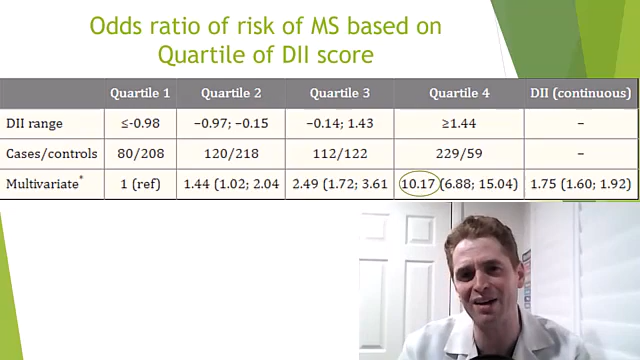 Odds ratio of risk of MS based on
Quartile of DII score
Quartile 1 Quartile 2 Quartile 3 Quartile 4 DII (continuous)
DII range ≤-0.98 −0.97; −0.15 −0.14; 1.43 ≥1.44 –
Cases/controls 80/208 120/218 112/122 229/59 –
Multivariate* 1 (ref) 1.44 (1.02; 2.04 2.49 (1.72; 3.61 10.17 (6.88; 15.04) 1.75 (1.60; 1.92)